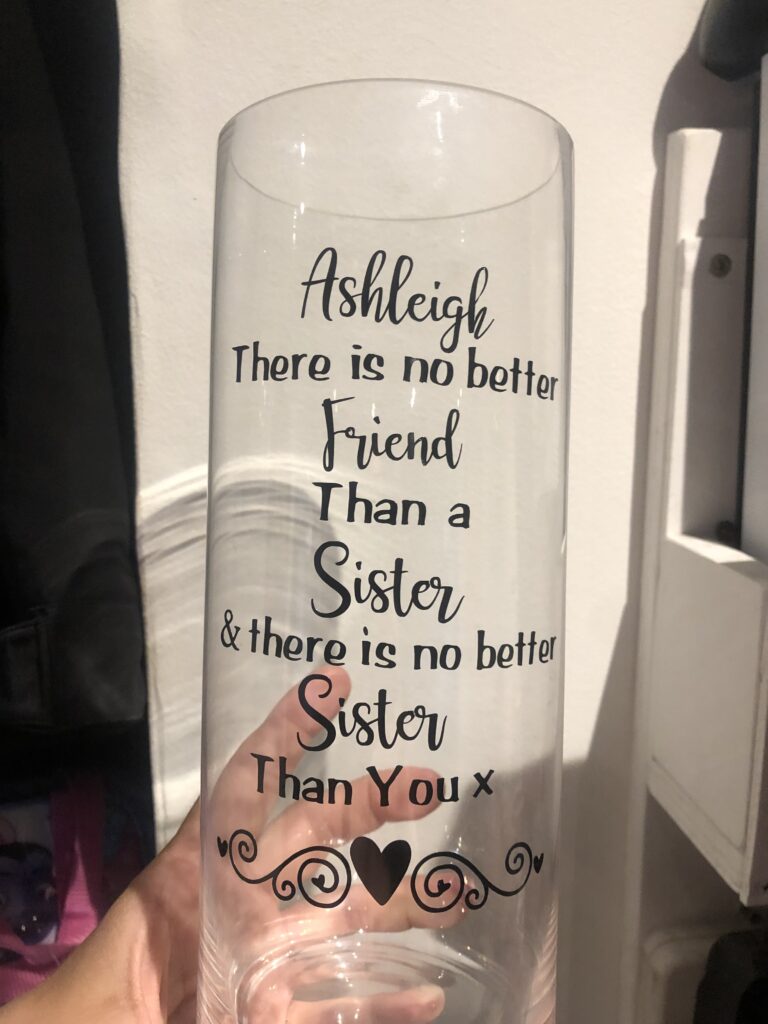 Ashleigh
There is no better
Friend
Than a
Sister
& there is no better
Sister
Than You x